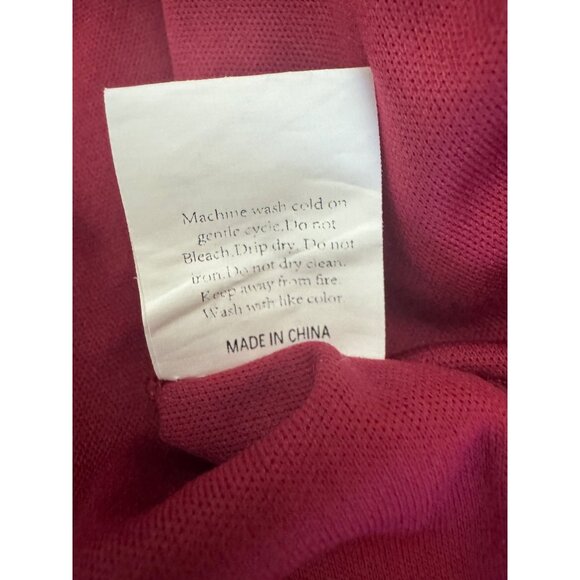 Machine wash cold on
gentle cycle.Do not
Bleach.Drip dry. Do not
iron.Do not dry clean.
Keep away from fire.
Wash with like color.
MADE IN CHINA